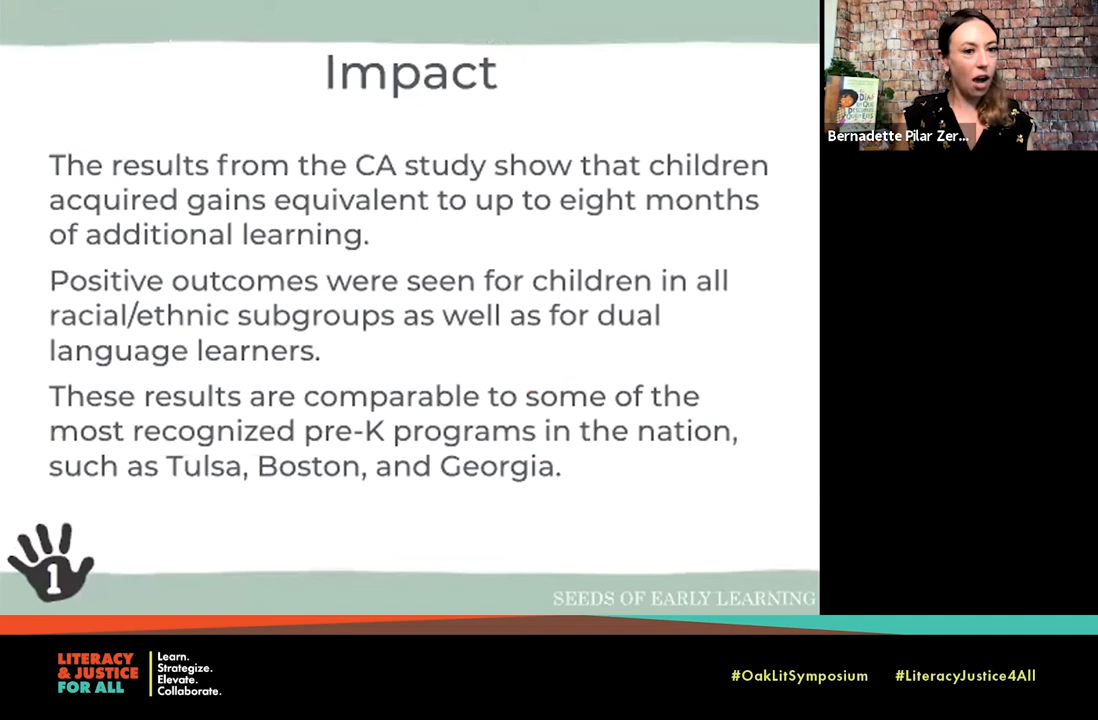 Impact
The results from the CA study show that children
acquired gains equivalent to up to eight months
of additional learning.
Positive outcomes were seen for children in all
racial/ethnic subgroups as well as for dual
language learners.
These results are comparable to some of the
most recognized pre-K programs in the nation,
such as Tulsa, Boston, and Georgia.
1
SEEDS OF EARLY LEARNING
Bernadette Pilar Zer...
LITERACY
& JUSTICE
FOR ALL
Learn.
Strategize.
Elevate.
Collaborate.
#OakLitSymposium
#LiteracyJustice4All